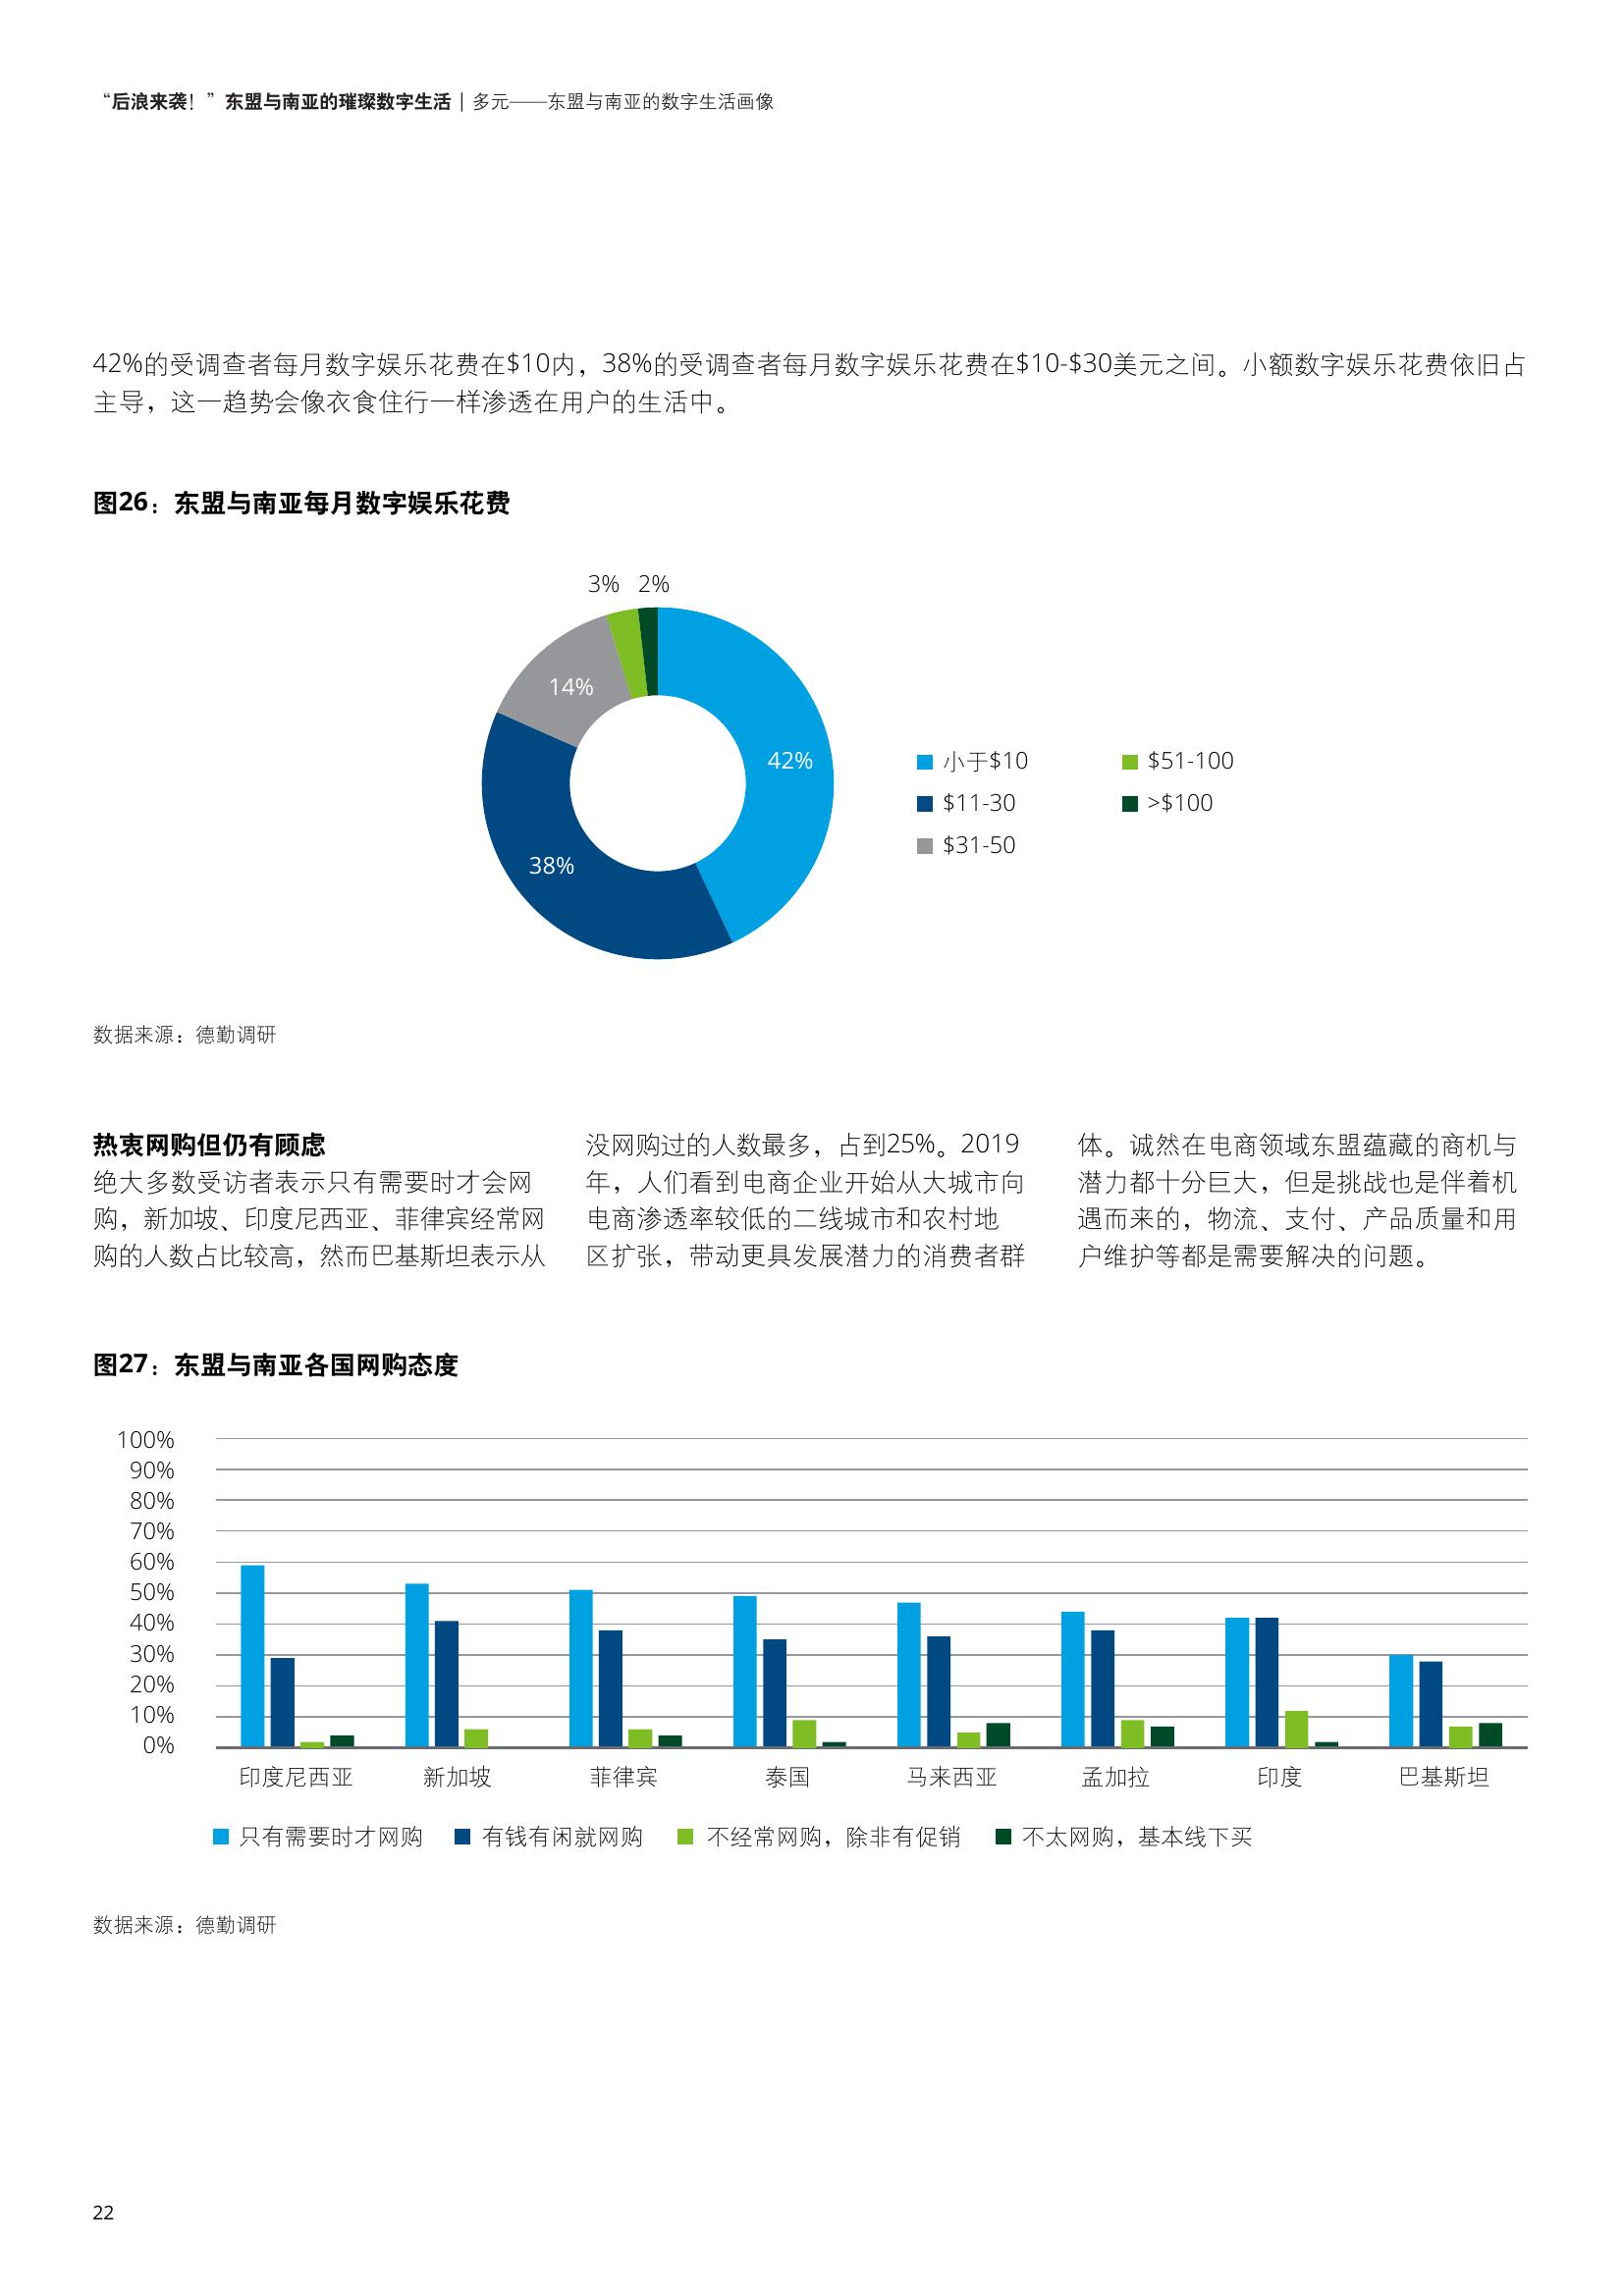 “后浪来袭！”东盟与南亚的璀璨数字生活 | 多元——东盟与南亚的数字生活画像
42%的受调查者每月数字娱乐花费在$10内，38%的受调查者每月数字娱乐花费在$10-$30美元之间。小额数字娱乐花费依旧占
主导，这一趋势会像衣食住行一样渗透在用户的生活中。
图26：东盟与南亚每月数字娱乐花费
3% 2%
14%
42%
38%
小于$10
$11-30
$31-50
$51-100
>$100
数据来源：德勤调研
热衷网购但仍有顾虑
绝大多数受访者表示只有需要时才会网
购，新加坡、印度尼西亚、菲律宾经常网
购的人数占比较高，然而巴基斯坦表示从
没网购过的人数最多，占到25%。2019
年，人们看到电商企业开始从大城市向
电商渗透率较低的二线城市和农村地
区扩张，带动更具发展潜力的消费者群
体。诚然在电商领域东盟蕴藏的商机与
潜力都十分巨大，但是挑战也是伴着机
遇而来的，物流、支付、产品质量和用
户维护等都是需要解决的问题。
图27：东盟与南亚各国网购态度
100%
90%
80%
70%
60%
50%
40%
30%
20%
10%
0%
印度尼西亚 新加坡 菲律宾 泰国 马来西亚 孟加拉 印度 巴基斯坦
只有需要时才网购 有钱有闲就网购 不经常网购，除非有促销 不太网购，基本线下买
数据来源：德勤调研
22